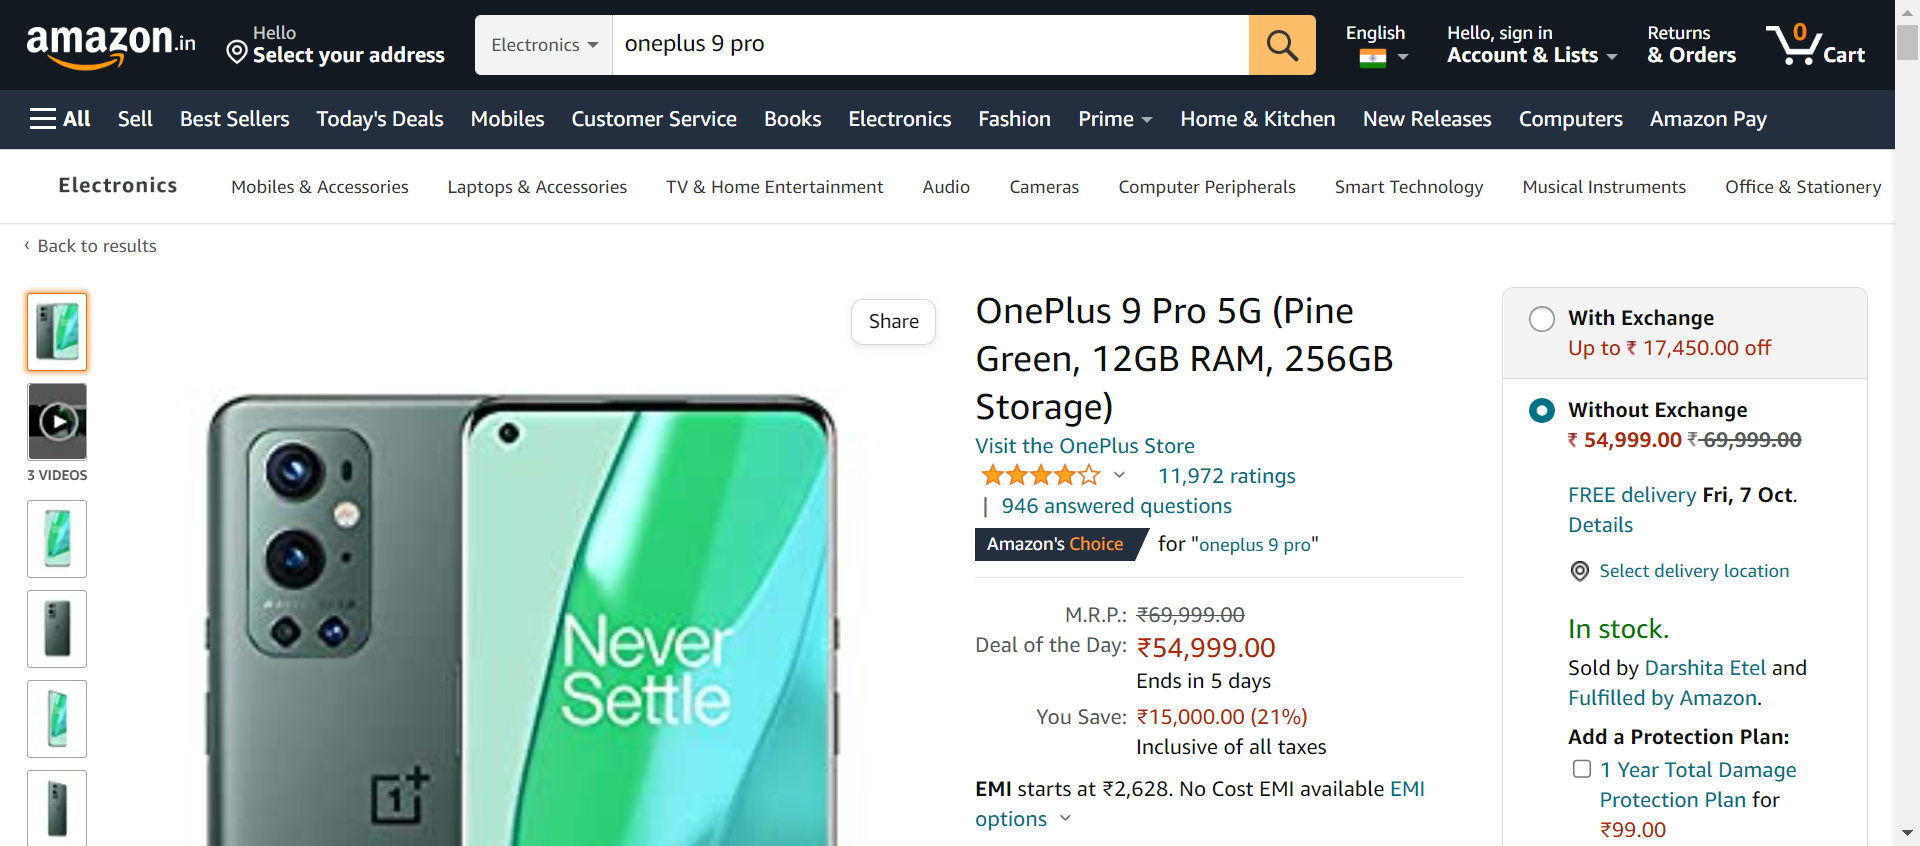 amazon.in
Hello
Select your address
Electronics
oneplus 9 pro
English
Hello, sign in
Account & Lists
Returns
& Orders
0
Cart
All
Sell
Best Sellers
Today's Deals
Mobiles
Customer Service
Books
Electronics
Fashion
Prime
Home & Kitchen
New Releases
Computers
Amazon Pay
Electronics
Mobiles & Accessories
Laptops & Accessories
TV & Home Entertainment
Audio
Cameras
Computer Peripherals
Smart Technology
Musical Instruments
Office & Stationery
‹ Back to results
3 VIDEOS
Share
Never
Settle
1+
OnePlus 9 Pro 5G (Pine
Green, 12GB RAM, 256GB
Storage)
Visit the OnePlus Store
11,972 ratings
| 946 answered questions
Amazon's Choice for "oneplus 9 pro"
M.R.P.: ₹69,999.00
Deal of the Day: ₹54,999.00
Ends in 5 days
You Save: ₹15,000.00 (21%)
Inclusive of all taxes
EMI starts at ₹2,628. No Cost EMI available EMI
options
With Exchange
Up to ₹ 17,450.00 off
Without Exchange
₹ 54,999.00 ₹ 69,999.00
FREE delivery Fri, 7 Oct.
Details
Select delivery location
In stock.
Sold by Darshita Etel and
Fulfilled by Amazon.
Add a Protection Plan:
1 Year Total Damage
Protection Plan for
₹99.00